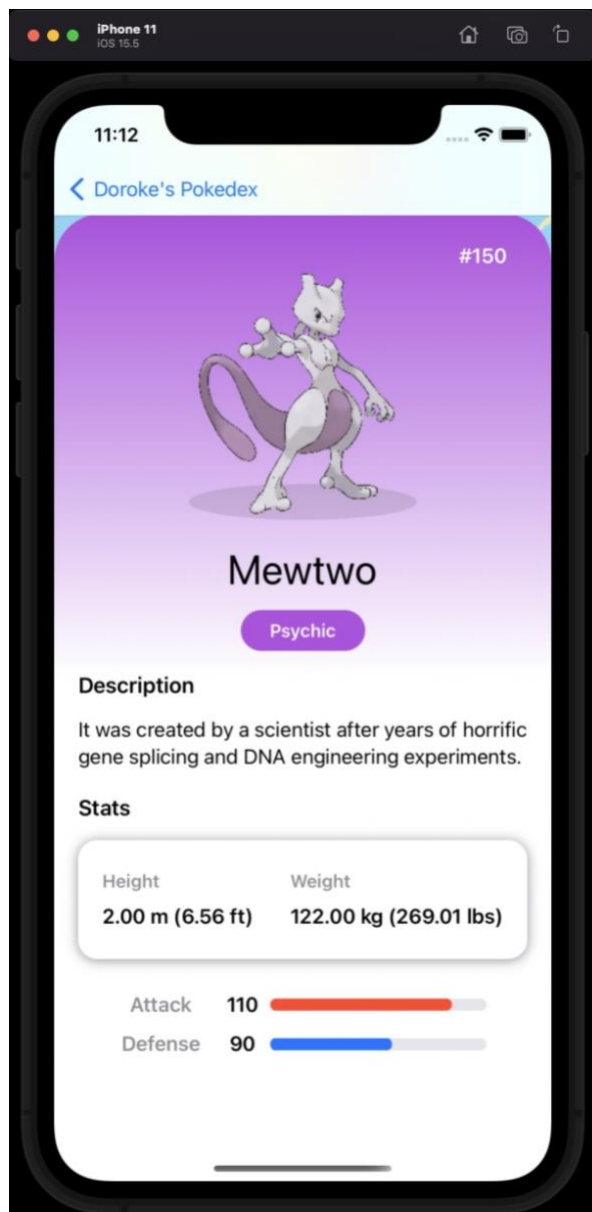 iPhone 11
iOS 15.5
11:12
Doroke's Pokedex
#150
Mewtwo
Psychic
Description
It was created by a scientist after years of horrific
gene splicing and DNA engineering experiments.
Stats
Height Weight
2.00 m (6.56 ft) 122.00 kg (269.01 lbs)
Attack 110
Defense 90